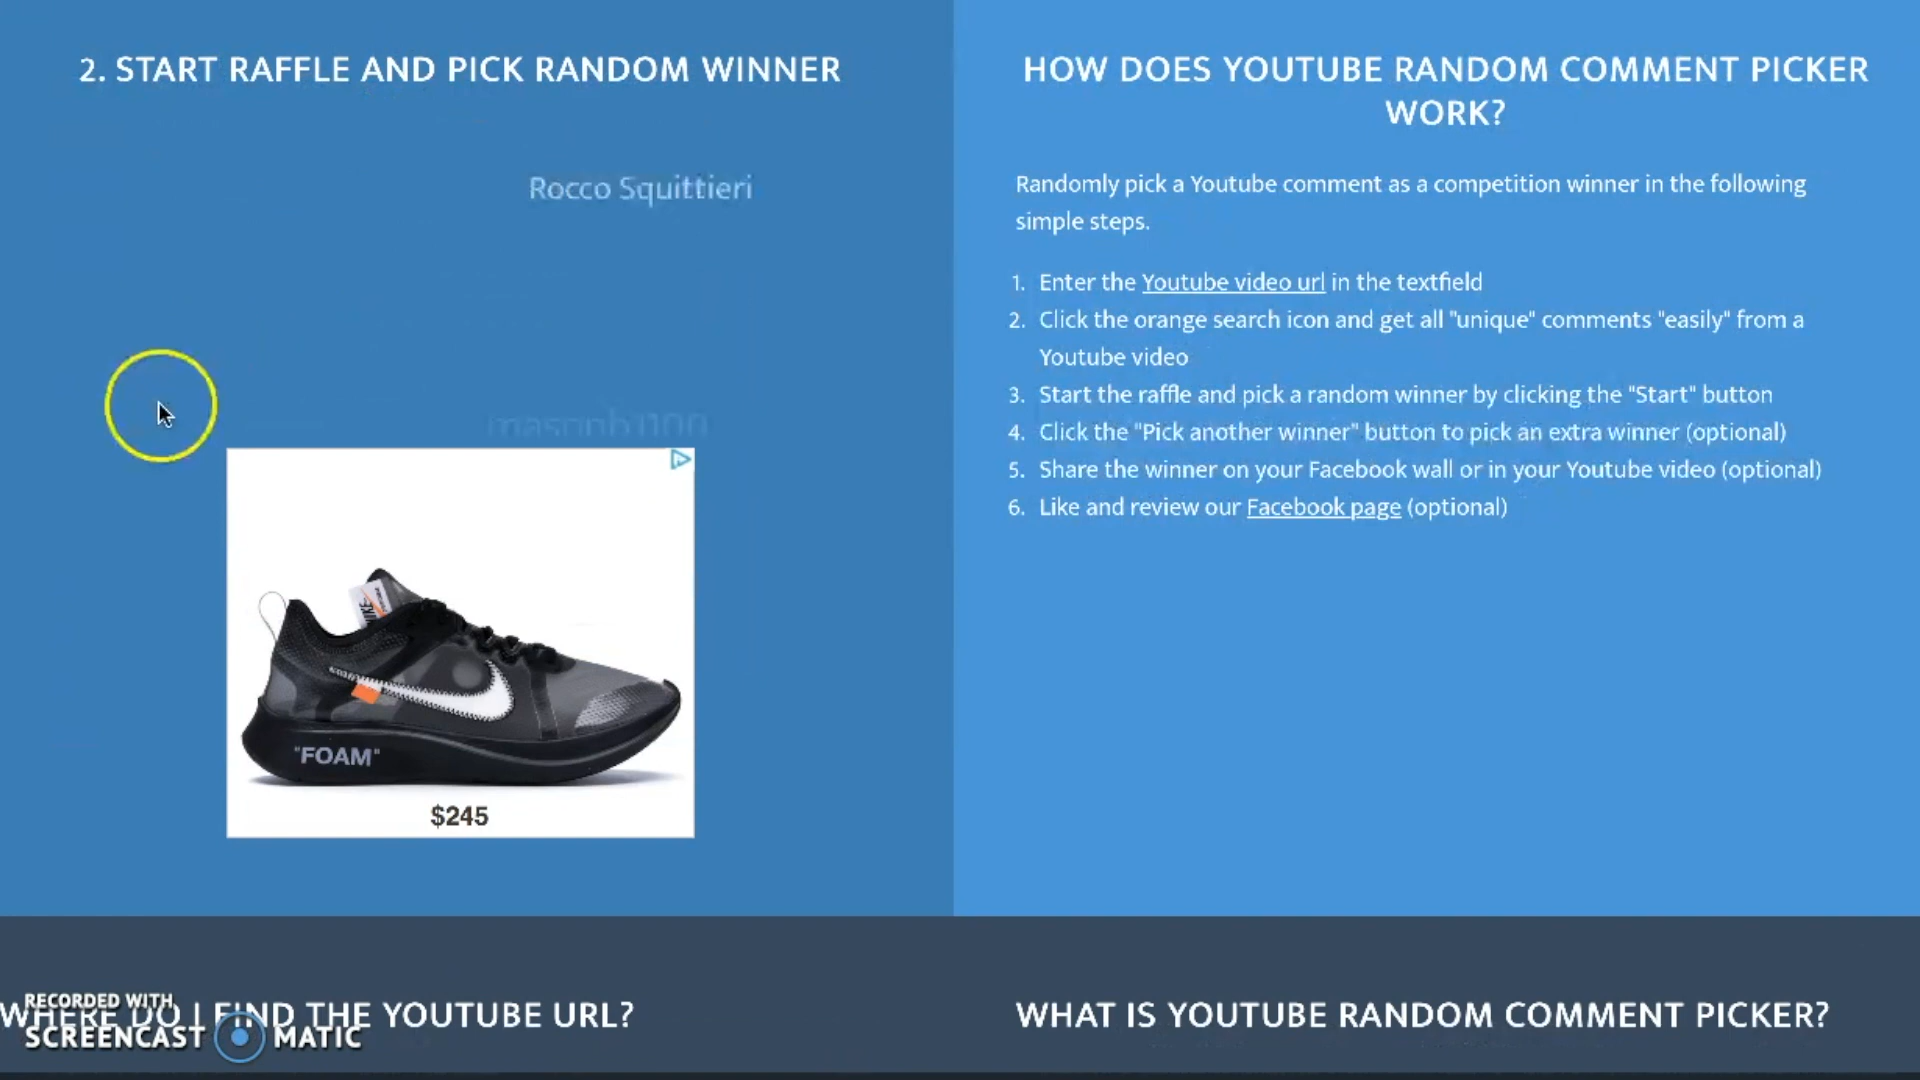 2. START RAFFLE AND PICK RANDOM WINNER
Rocco Squittieri
"FOAM"
$245
HOW DOES YOUTUBE RANDOM COMMENT PICKER
WORK?
Randomly pick a Youtube comment as a competition winner in the following
simple steps.
1. Enter the Youtube video url in the textfield
2. Click the orange search icon and get all "unique" comments "easily" from a
Youtube video
3. Start the raffle and pick a random winner by clicking the "Start" button
4. Click the "Pick another winner" button to pick an extra winner (optional)
5. Share the winner on your Facebook wall or in your Youtube video (optional)
6. Like and review our Facebook page (optional)
WHERE DO I FIND THE YOUTUBE URL?
RECORDED WITH
SCREENCAST MATIC
WHAT IS YOUTUBE RANDOM COMMENT PICKER?